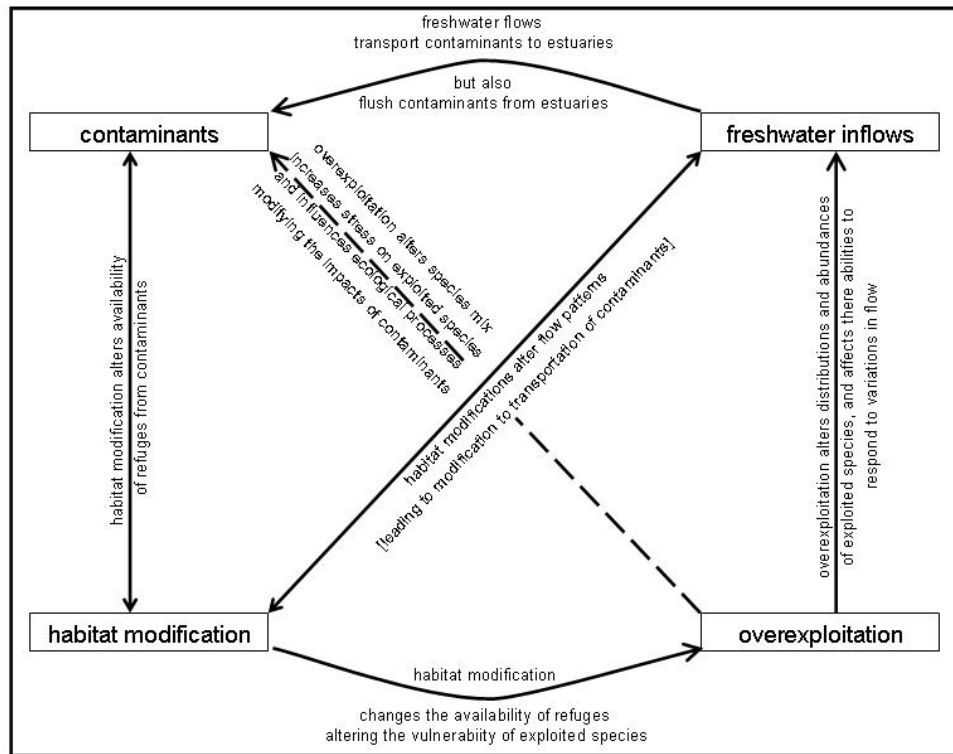 freshwater flows
transport contaminants to estuaries
but also
flush contaminants from estuaries
contaminants
freshwater inflows
overexploitation alters species mix
increases stress on exploited species
and influences ecological processes
modifying the impacts of contaminants
habitat modifications alter flow patterns
[leading to modification to transportation of contaminants]
habitat modification alters availability
of refuges from contaminants
overexploitation alters distributions and abundances
of exploited species, and affects there abilities to
respond to variations in flow
habitat modification
overexploitation
habitat modification
changes the availability of refuges
altering the vulnerabiity of exploited species